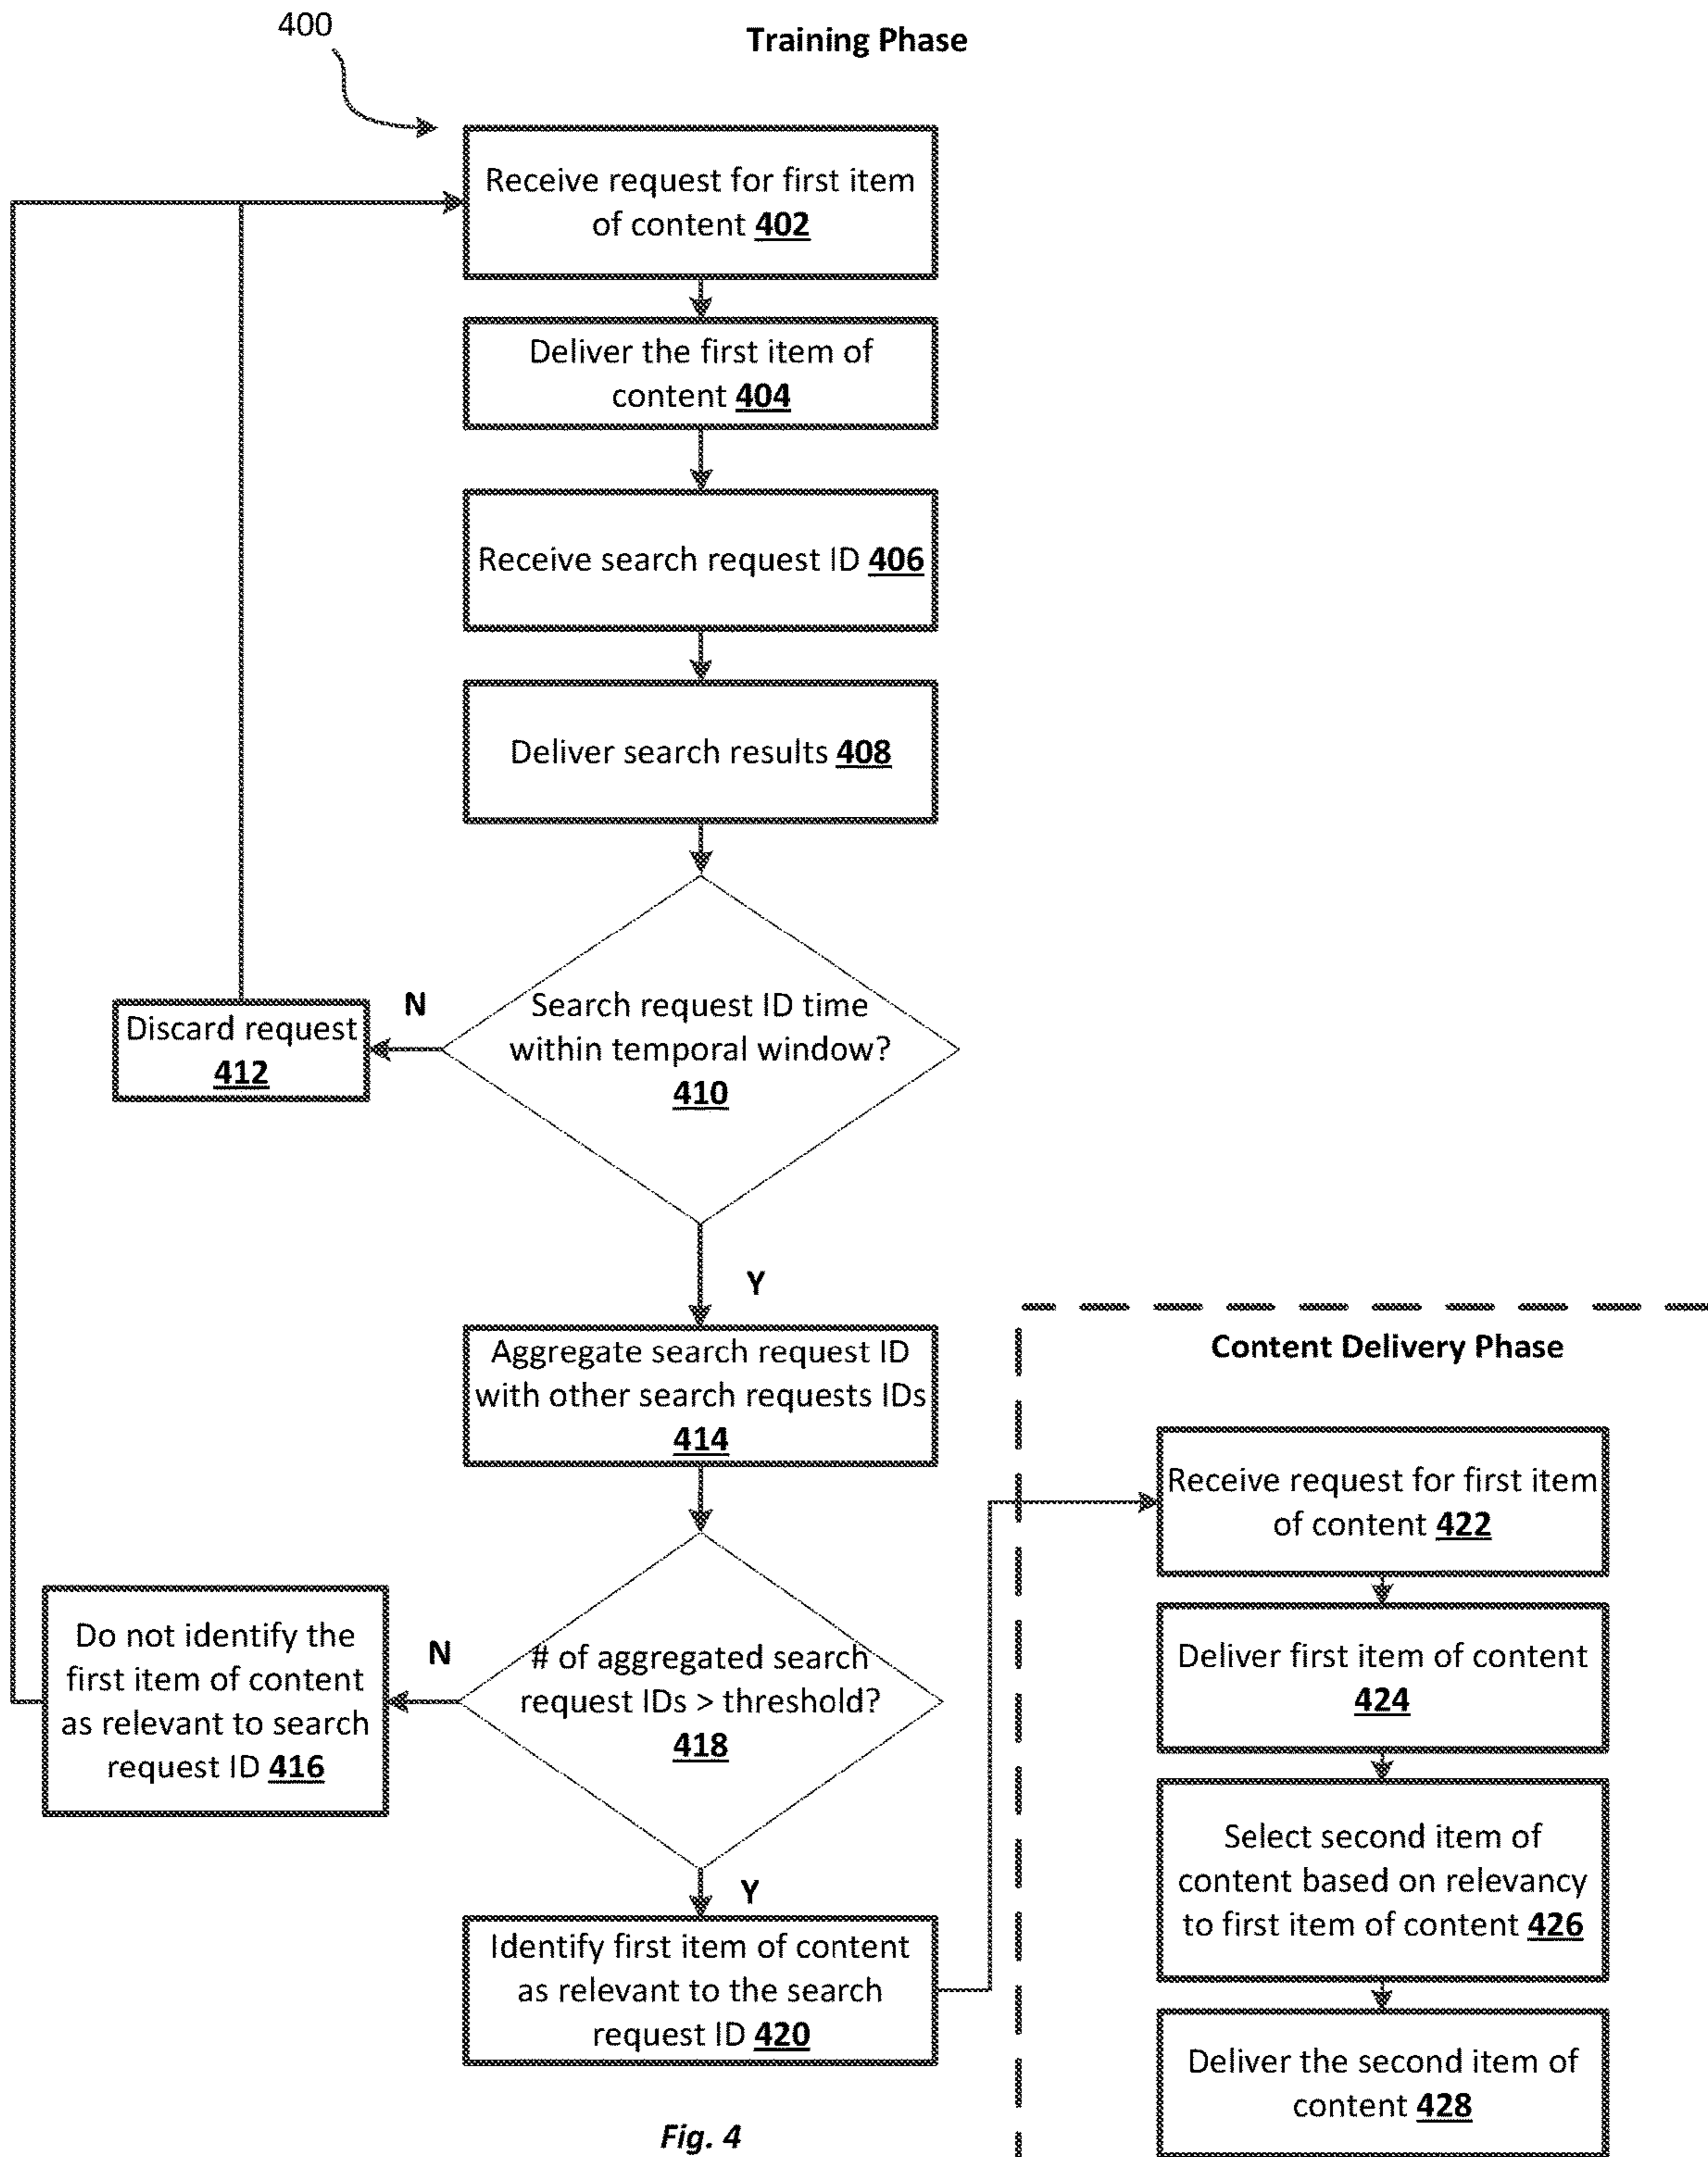 400
Training Phase
Receive request for first item
of content 402
Deliver the first item of
content 404
Receive search request ID 406
Deliver search results 408
Search request ID time
within temporal window?
410
N
Discard request
412
Y
Aggregate search request ID
with other search requests IDs
414
# of aggregated search
request IDs > threshold?
418
N
Do not identify the
first item of content
as relevant to search
request ID 416
Y
Identify first item of content
as relevant to the search
request ID 420
Content Delivery Phase
Receive request for first item
of content 422
Deliver first item of content
424
Select second item of
content based on relevancy
to first item of content 426
Deliver the second item of
content 428
Fig. 4